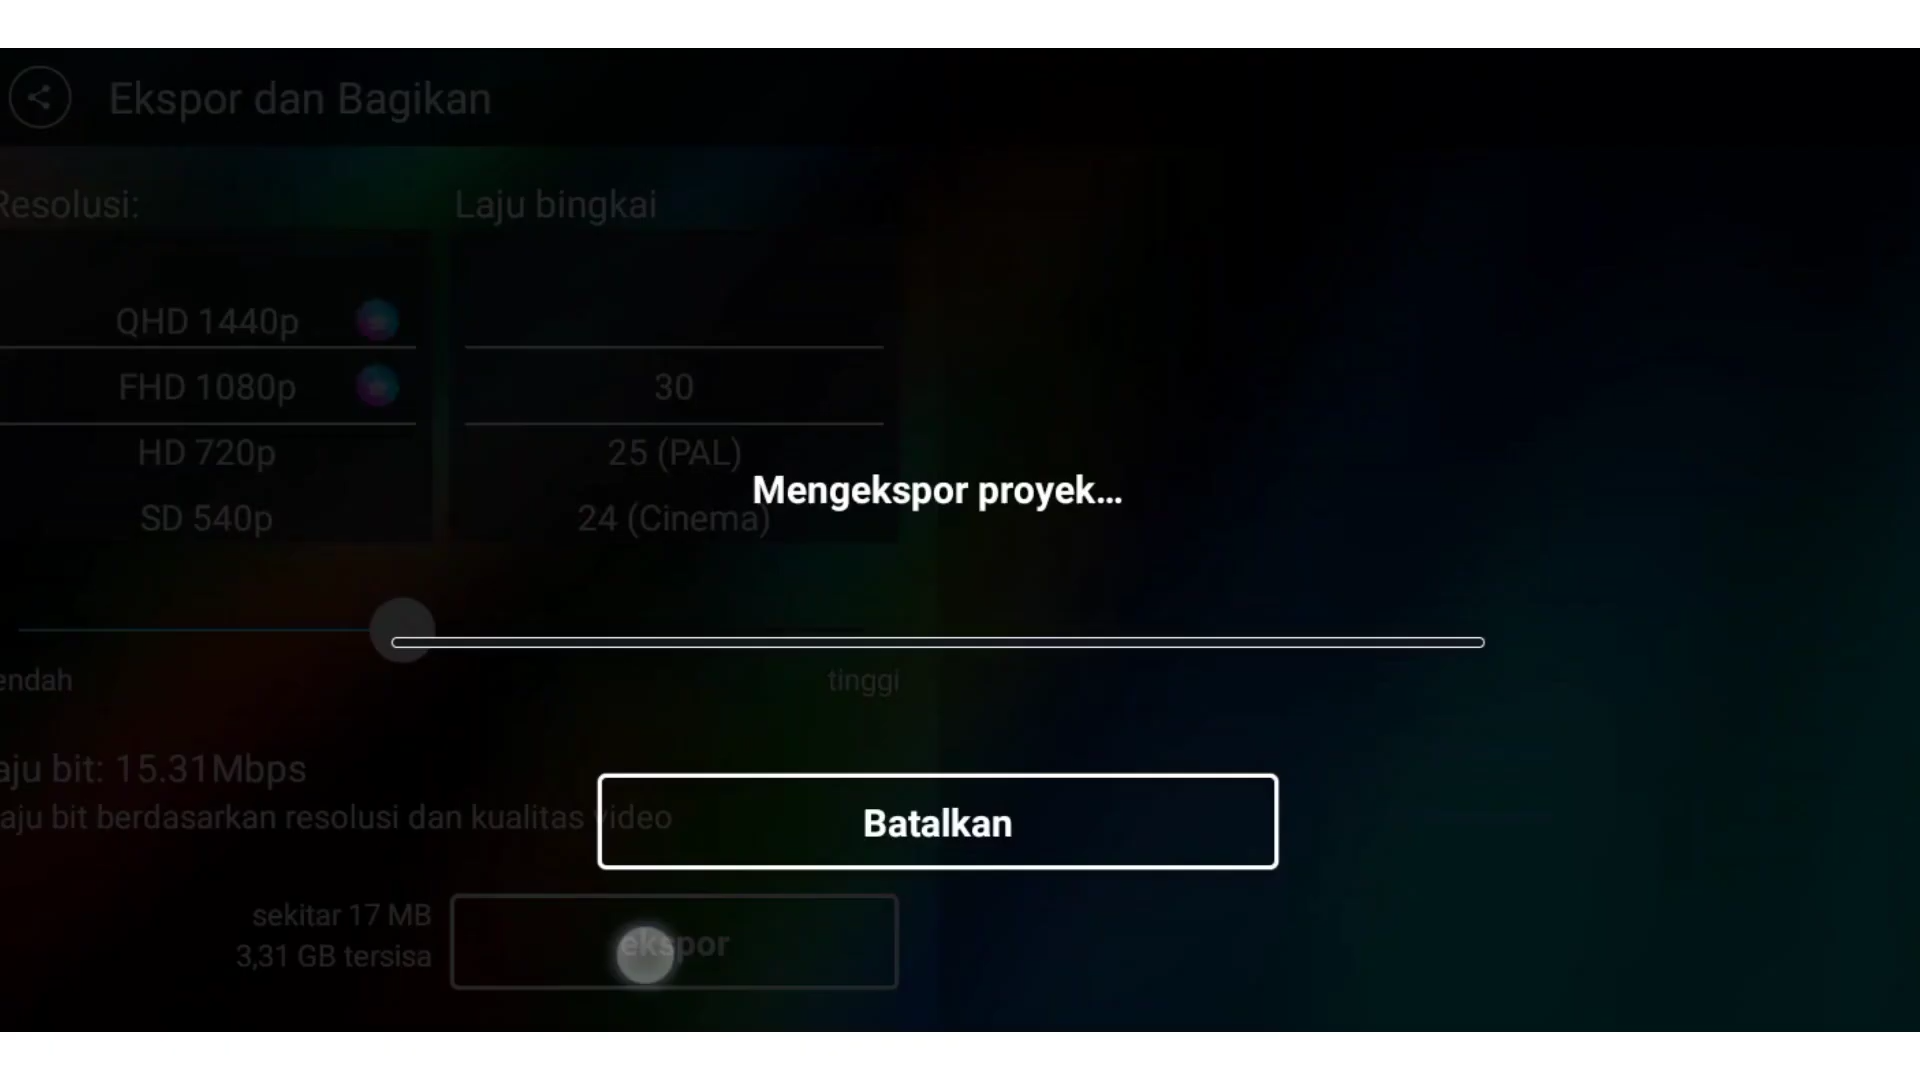 Ekspor dan Bagikan
Resolusi:
Laju bingkai
QHD 1440p
FHD 1080p
HD 720p
SD 540p
30
25 (PAL)
24 (Cinema)
Mengekspor proyek...
endah
tinggi
aju bit: 15.31Mbps
aju bit berdasarkan resolusi dan kualitas video
Batalkan
sekitar 17 MB
3,31 GB tersisa
ekspor